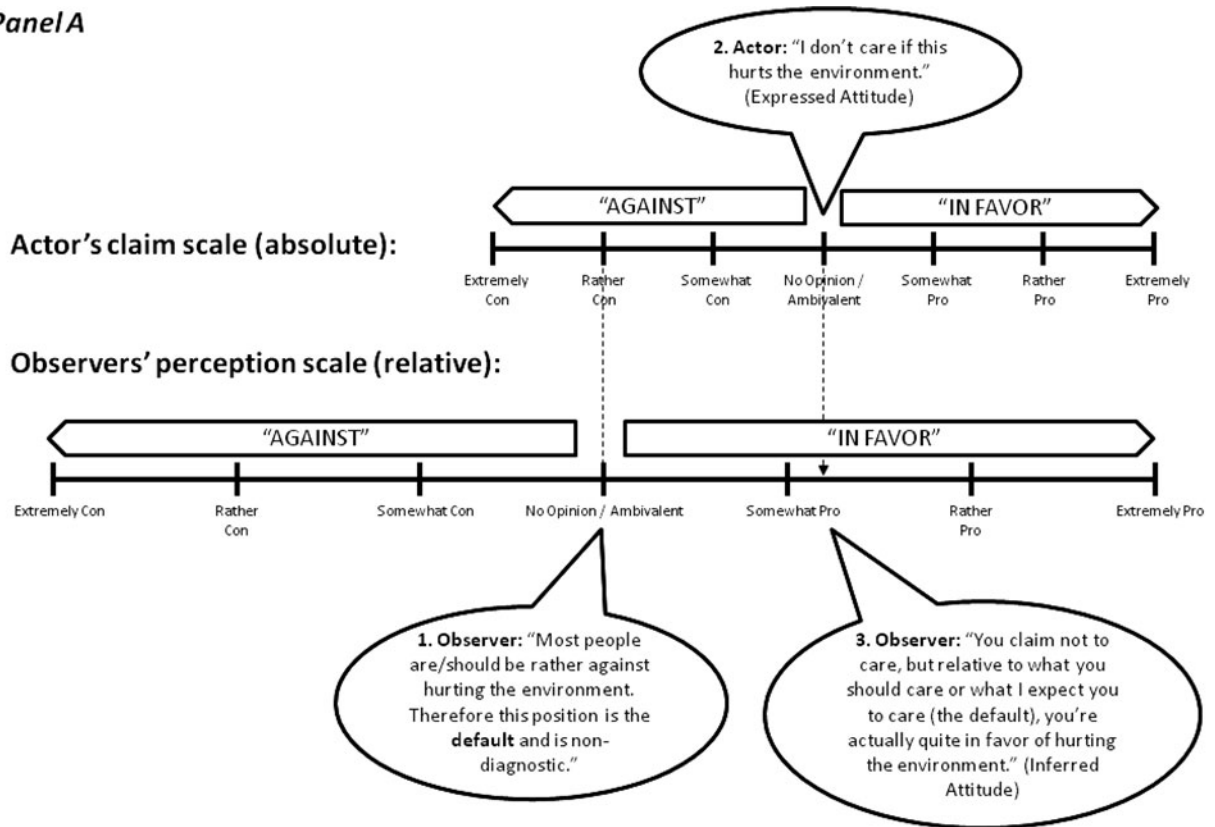 Panel A
2. Actor: “I don’t care if this
hurts the environment.”
(Expressed Attitude)
“AGAINST”
“IN FAVOR”
Actor’s claim scale (absolute):
Extremely
Con
Rather
Con
Somewhat
Con
No Opinion /
Ambivalent
Somewhat
Pro
Rather
Pro
Extremely
Pro
Observers’ perception scale (relative):
“AGAINST”
“IN FAVOR”
Extremely Con
Rather
Con
Somewhat Con
No Opinion / Ambivalent
Somewhat Pro
Rather
Pro
Extremely Pro
1. Observer: “Most people
are/should be rather against
hurting the environment.
Therefore this position is the
default and is non-
diagnostic.”
3. Observer: “You claim not to
care, but relative to what you
should care or what I expect you
to care (the default), you’re
actually quite in favor of hurting
the environment.” (Inferred
Attitude)